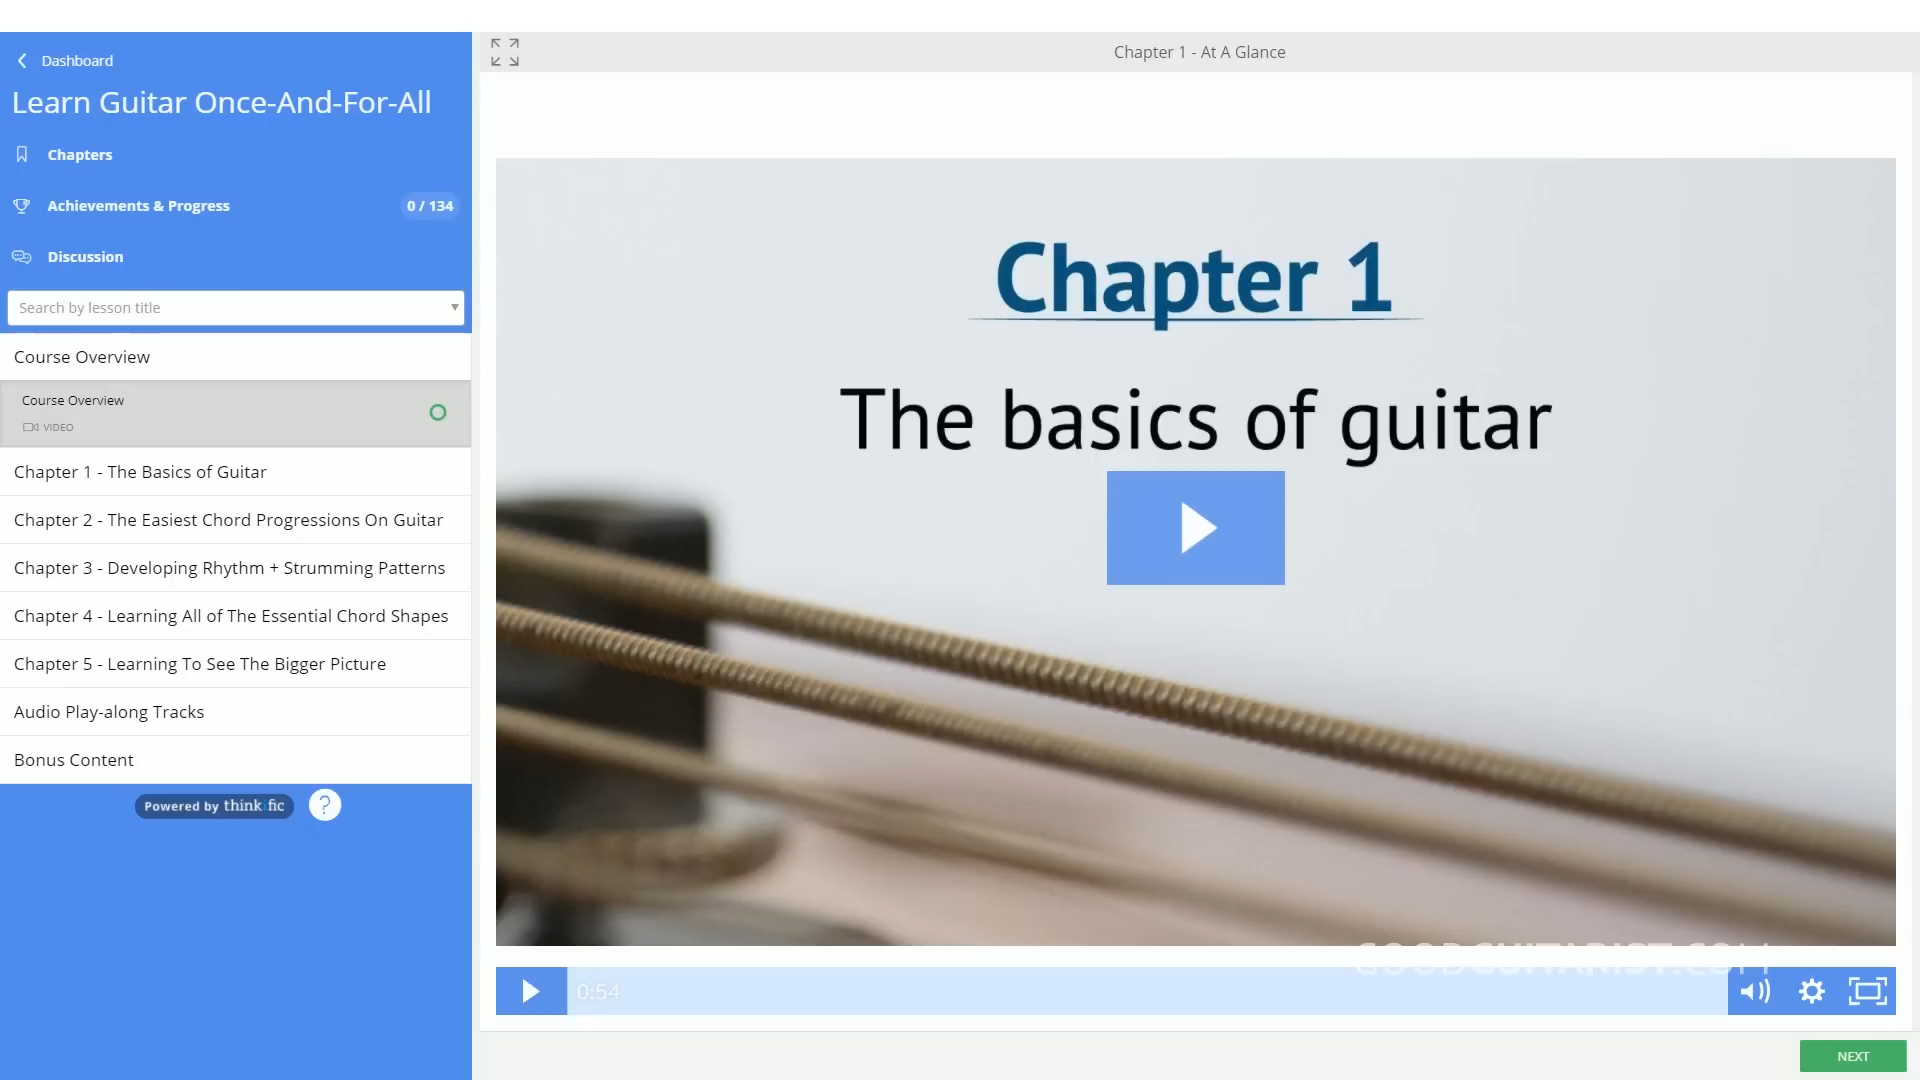 Dashboard
Learn Guitar Once-And-For-All
Chapters
Achievements & Progress 0 / 134
Discussion
Search by lesson title
Course Overview
Course Overview
VIDEO
Chapter 1 - The Basics of Guitar
Chapter 2 - The Easiest Chord Progressions On Guitar
Chapter 3 - Developing Rhythm + Strumming Patterns
Chapter 4 - Learning All of The Essential Chord Shapes
Chapter 5 - Learning To See The Bigger Picture
Audio Play-along Tracks
Bonus Content
Powered by thinkific ?
Chapter 1 - At A Glance
Chapter 1
The basics of guitar
GOODGUITARIST.COM
0:54
NEXT